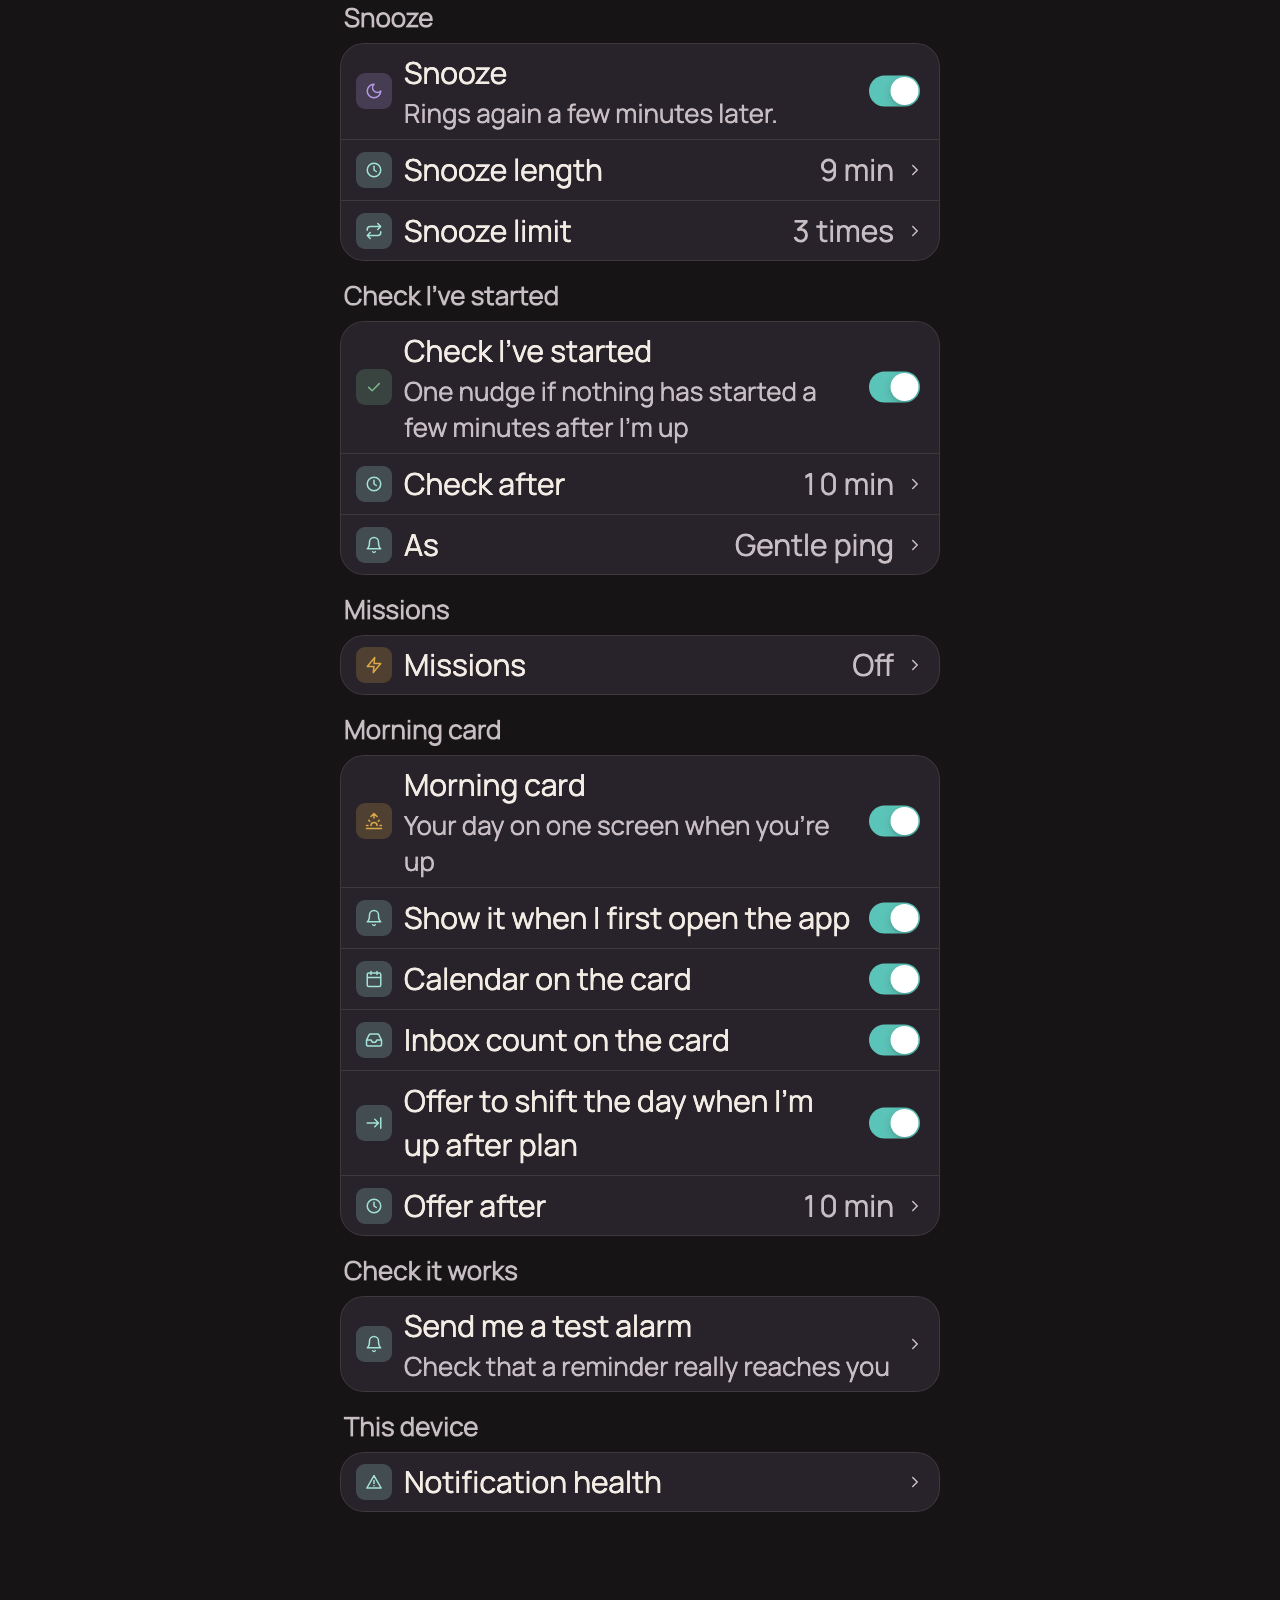 Snooze
Snooze
Rings again a few minutes later.
Snooze length
9 min
Snooze limit
3 times
Check I've started
Check I've started
One nudge if nothing has started a
few minutes after I'm up
Check after
10 min
As
Gentle ping
Missions
Missions
Off
Morning card
Morning card
Your day on one screen when you're
up
Show it when I first open the app
Calendar on the card
Inbox count on the card
Offer to shift the day when I'm
up after plan
Offer after
10 min
Check it works
Send me a test alarm
Check that a reminder really reaches you
This device
Notification health